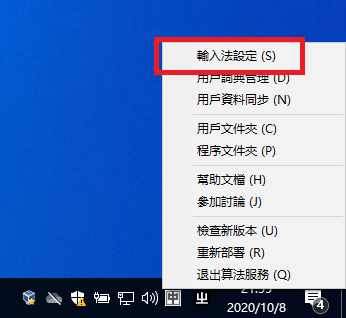 輸入法設定 (S)
用戶詞典管理 (D)
用戶資料同步 (N)
用戶文件夾 (C)
程序文件夾 (P)
幫助文檔 (H)
參加討論 (J)
檢查新版本 (U)
重新部署 (R)
退出算法服務 (Q)
中
2020/10/8
4